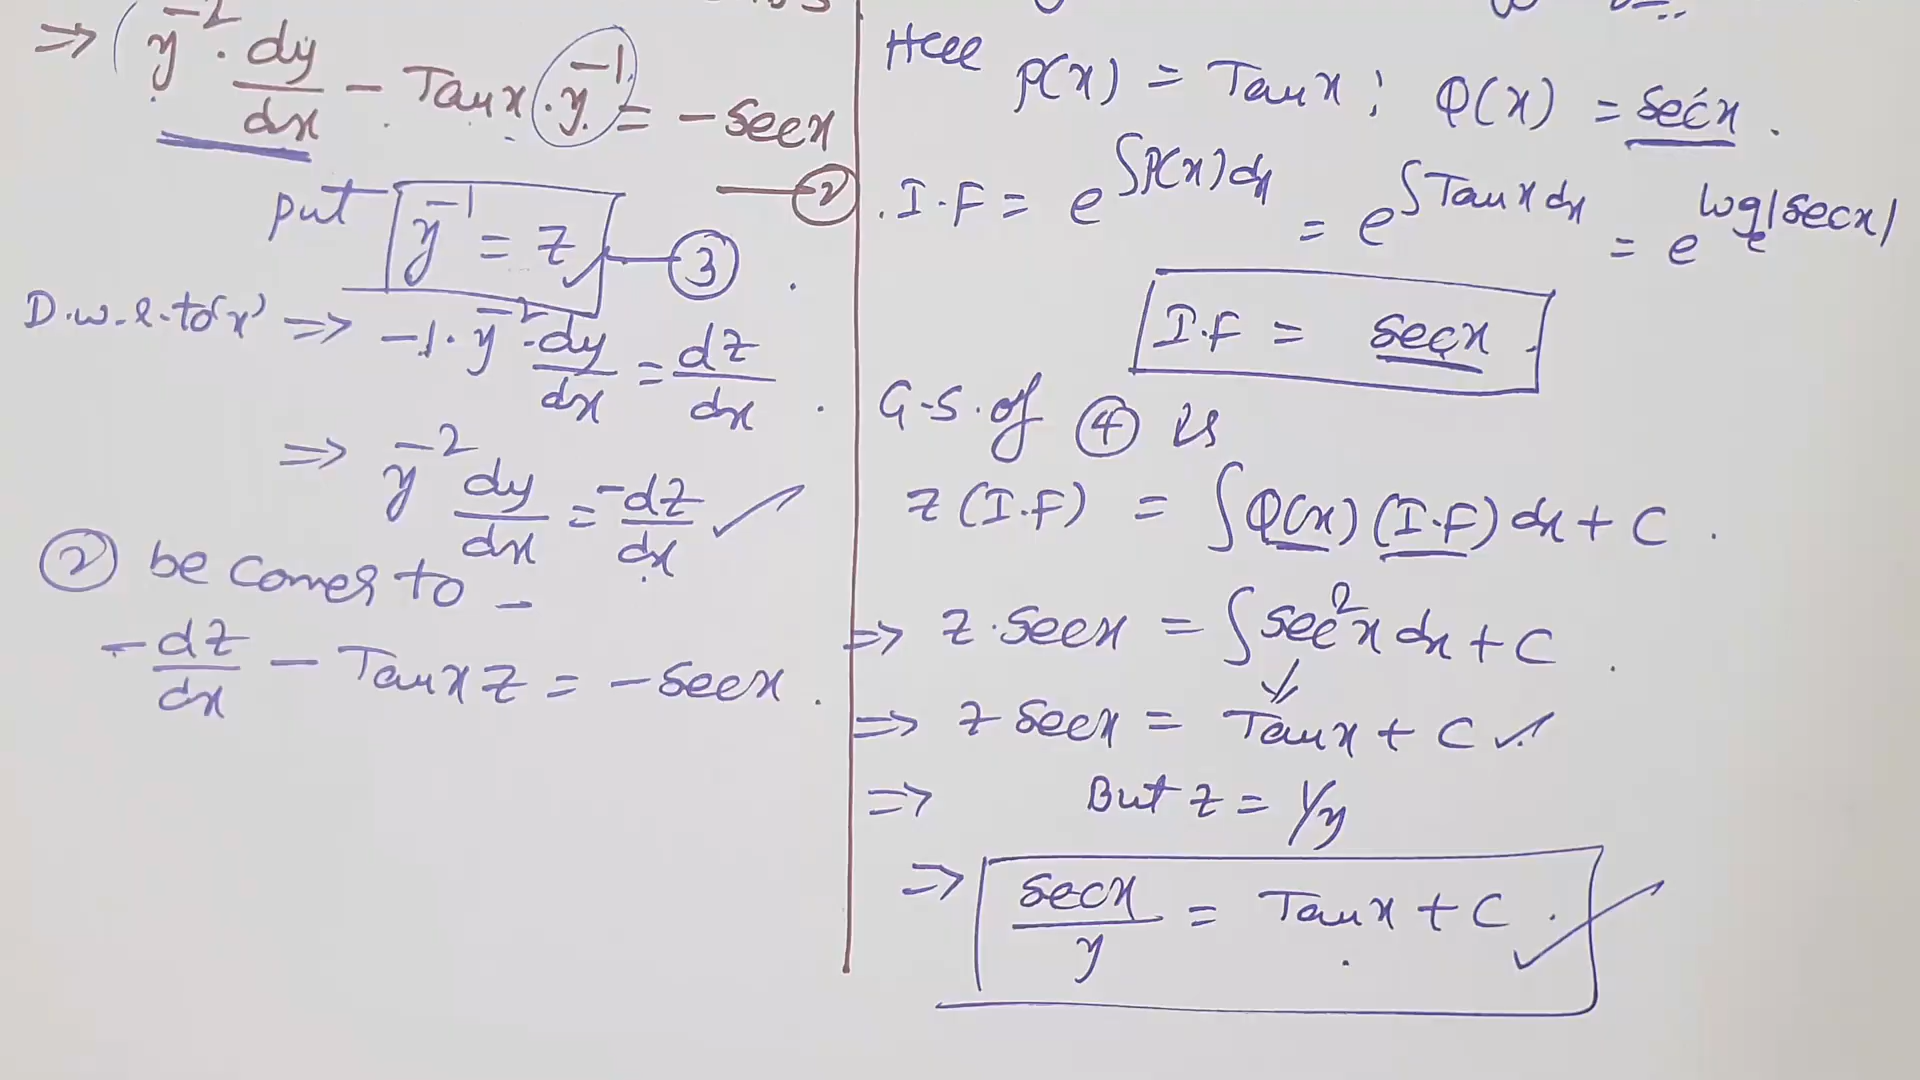 ⇒ (y⁻² · dy/dx − Tanx · y⁻¹ = − secx
—②
put y⁻¹ = z —③
D.w.r.to 'x' ⇒ −1 · y⁻² · dy/dx = dz/dx
⇒ y⁻² dy/dx = −dz/dx ✓
② be comes to −
−dz/dx − Tanx z = − secx .
Here P(x) = Tanx ; Q(x) = secx .
I.F = e^∫P(x)dx = e^∫Tanx dx = e^logₑ|secx|
I.F = secx .
G.S. of ④ is
z (I.F) = ∫Q(x) (I.F) dx + C .
⇒ z · secx = ∫sec²x dx + C .
⇒ z secx = Tanx + C ✓
⇒ But z = 1/y
⇒ secx/y = Tanx + C . ✓